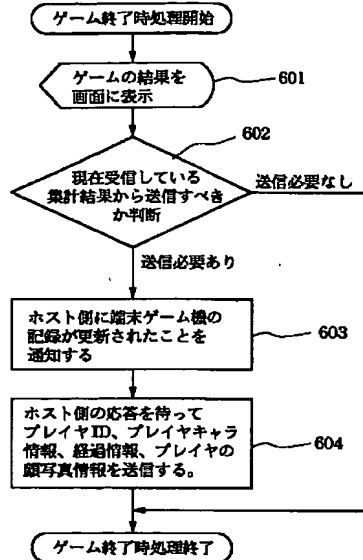 ゲーム終了時処理開始
ゲームの結果を
画面に表示
601
602
現在受信している
集計結果から送信すべき
か判断
送信必要なし
送信必要あり
ホスト側に端末ゲーム機の
記録が更新されたことを
通知する
603
ホスト側の応答を待って
プレイヤID、プレイヤキャラ
情報、経過情報、プレイヤの
顔写真情報を送信する。
604
ゲーム終了時処理終了